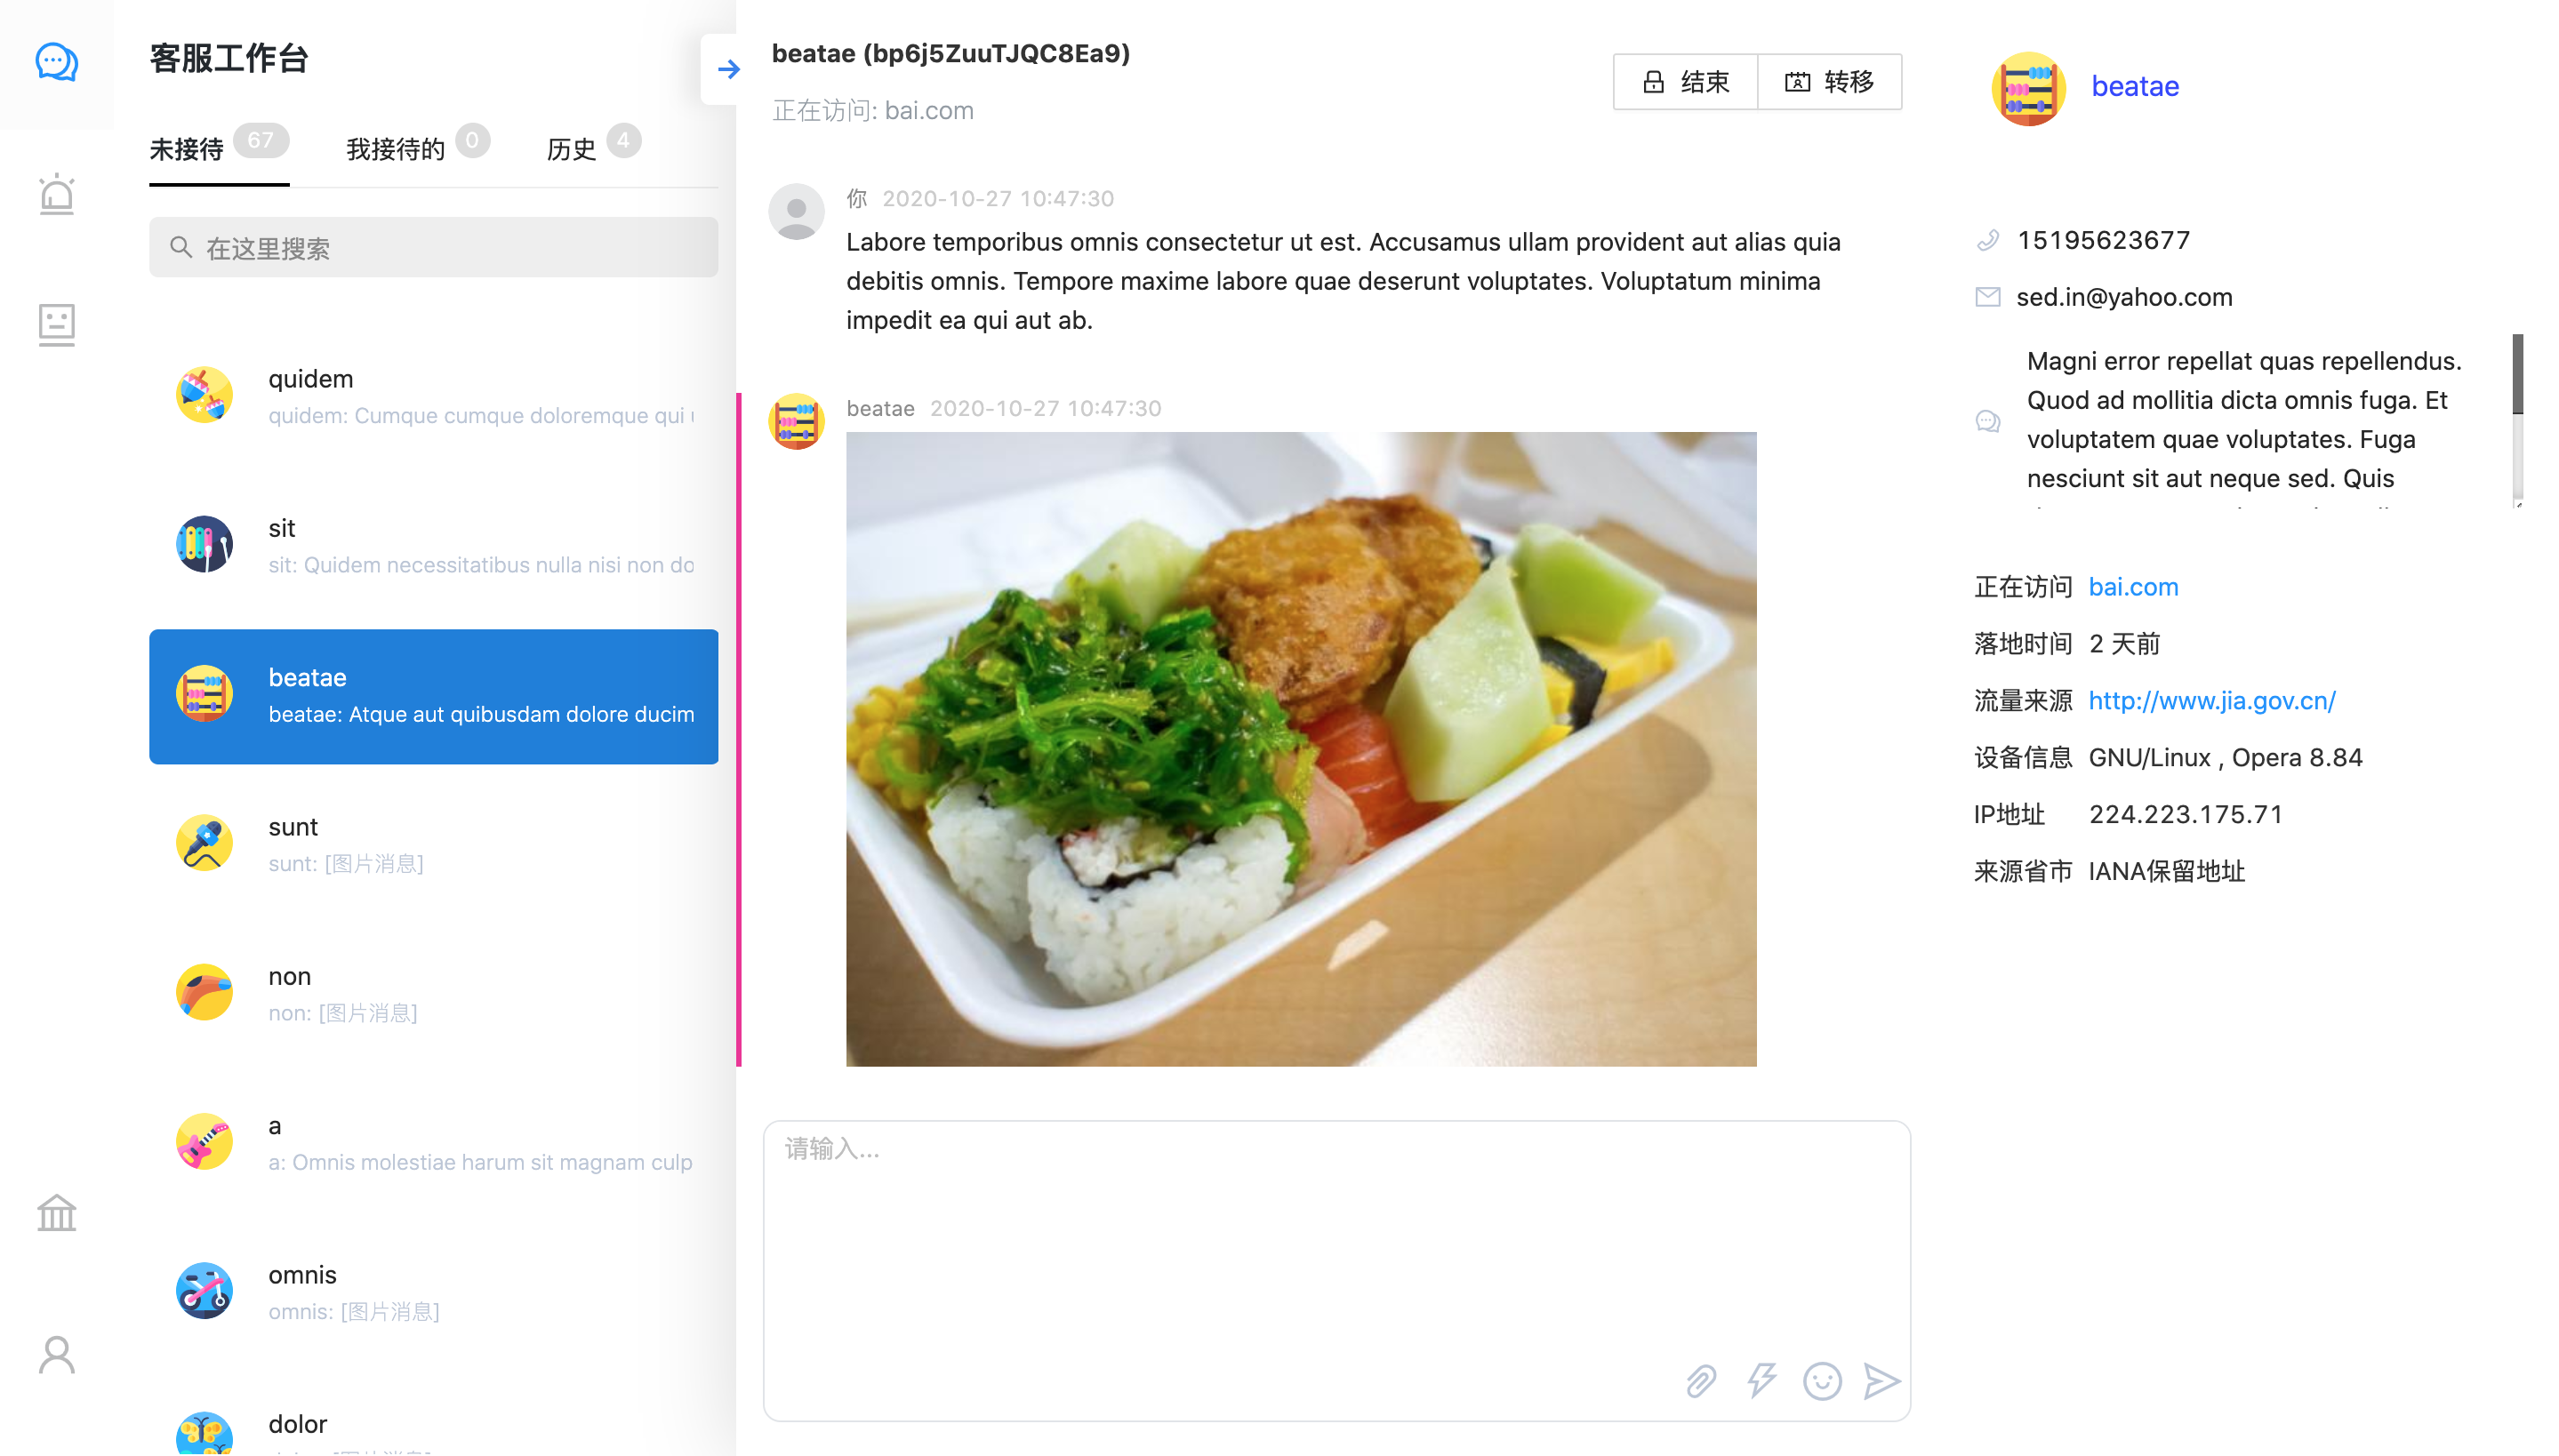 客服工作台
未接待 67
我接待的 0
历史 4
在这里搜索
quidem
quidem: Cumque cumque doloremque qui
sit
sit: Quidem necessitatibus nulla nisi non do
beatae
beatae: Atque aut quibusdam dolore ducim
sunt
sunt: [图片消息]
non
non: [图片消息]
a
a: Omnis molestiae harum sit magnam culp
omnis
omnis: [图片消息]
dolor
beatae (bp6j5ZuuTJQC8Ea9)
正在访问: bai.com
结束
转移
你 2020-10-27 10:47:30
Labore temporibus omnis consectetur ut est. Accusamus ullam provident aut alias quia
debitis omnis. Tempore maxime labore quae deserunt voluptates. Voluptatum minima
impedit ea qui aut ab.
beatae 2020-10-27 10:47:30
请输入...
beatae
15195623677
sed.in@yahoo.com
Magni error repellat quas repellendus.
Quod ad mollitia dicta omnis fuga. Et
voluptatem quae voluptates. Fuga
nesciunt sit aut neque sed. Quis
正在访问 bai.com
落地时间 2 天前
流量来源 http://www.jia.gov.cn/
设备信息 GNU/Linux , Opera 8.84
IP地址 224.223.175.71
来源省市 IANA保留地址